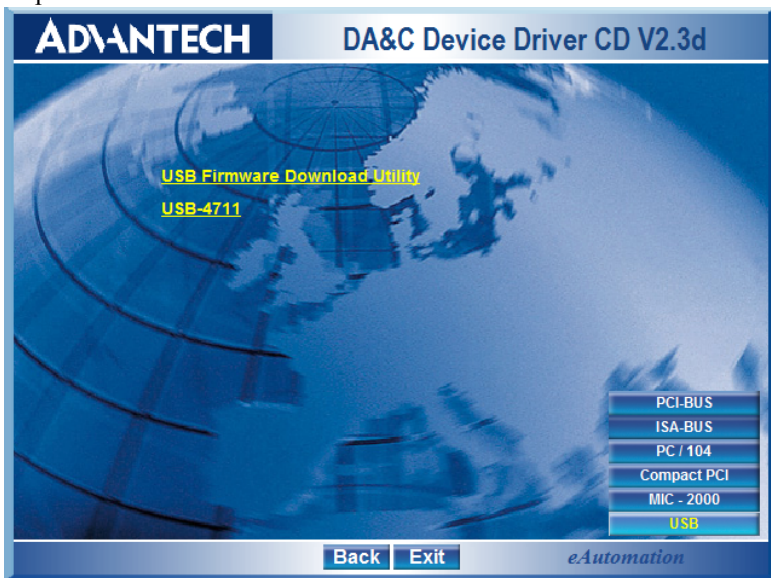 ADVANTECH
DA&C Device Driver CD V2.3d
USB Firmware Download Utility
USB-4711
PCI-BUS
ISA-BUS
PC / 104
Compact PCI
MIC - 2000
USB
Back
Exit
eAutomation